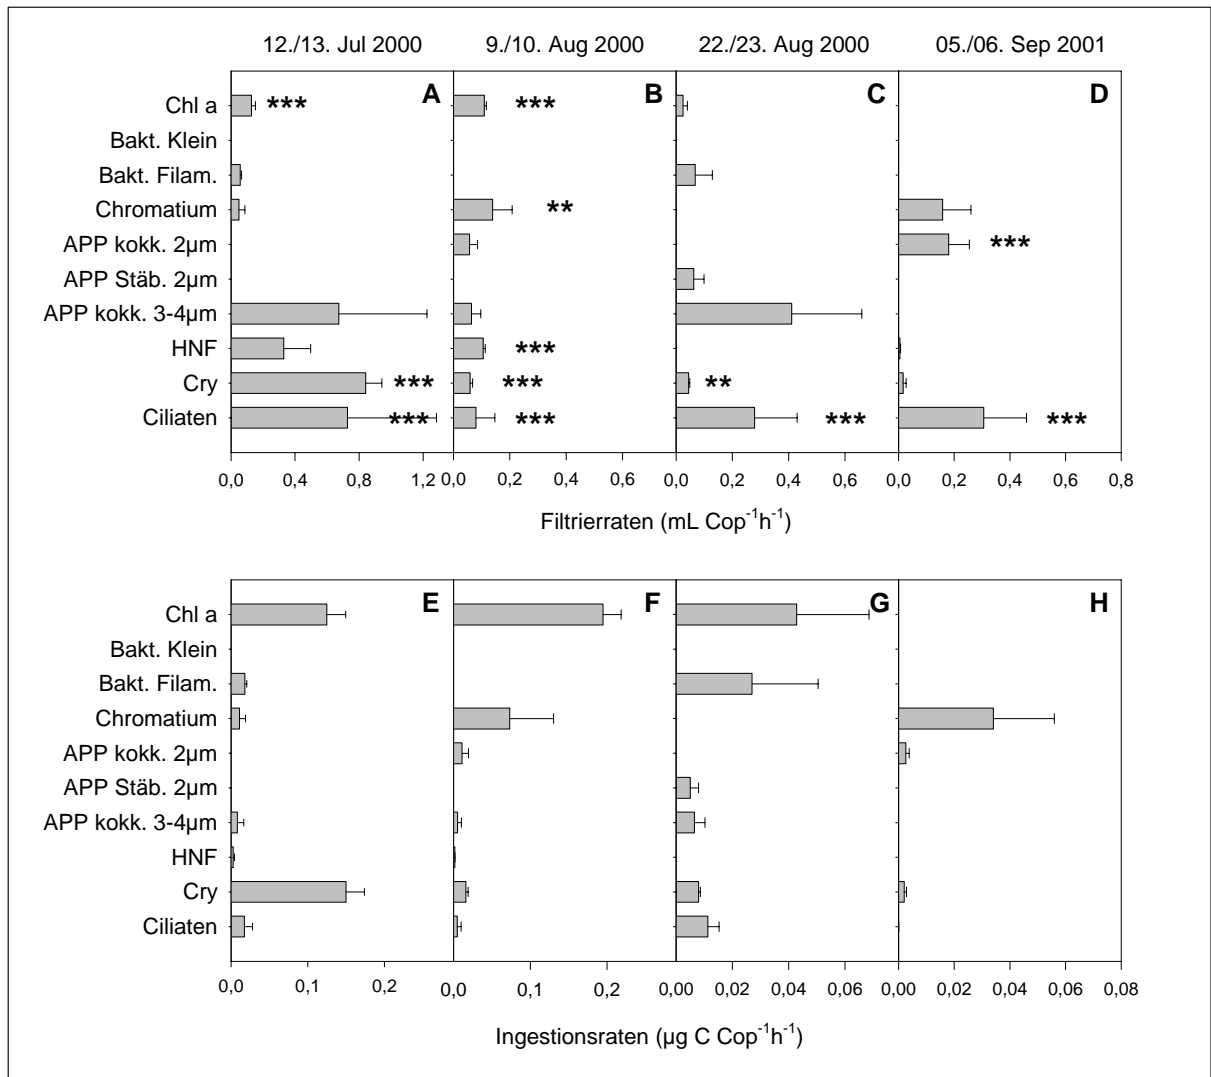 12./13. Jul 2000 9./10. Aug 2000 22./23. Aug 2000 05./06. Sep 2001
A B C D
Chl a *** ***
Bakt. Klein
Bakt. Filam.
Chromatium **
APP kokk. 2µm ***
APP Stäb. 2µm
APP kokk. 3-4µm
HNF ***
Cry *** *** **
Ciliaten *** *** *** ***
0,0 0,4 0,8 1,2 0,0 0,2 0,4 0,6 0,0 0,2 0,4 0,6 0,0 0,2 0,4 0,6 0,8
Filtrierraten (mL Cop⁻¹h⁻¹)
E F G H
Chl a
Bakt. Klein
Bakt. Filam.
Chromatium
APP kokk. 2µm
APP Stäb. 2µm
APP kokk. 3-4µm
HNF
Cry
Ciliaten
0,0 0,1 0,2 0,0 0,1 0,2 0,00 0,02 0,04 0,06 0,00 0,02 0,04 0,06 0,08
Ingestionsraten (µg C Cop⁻¹h⁻¹)